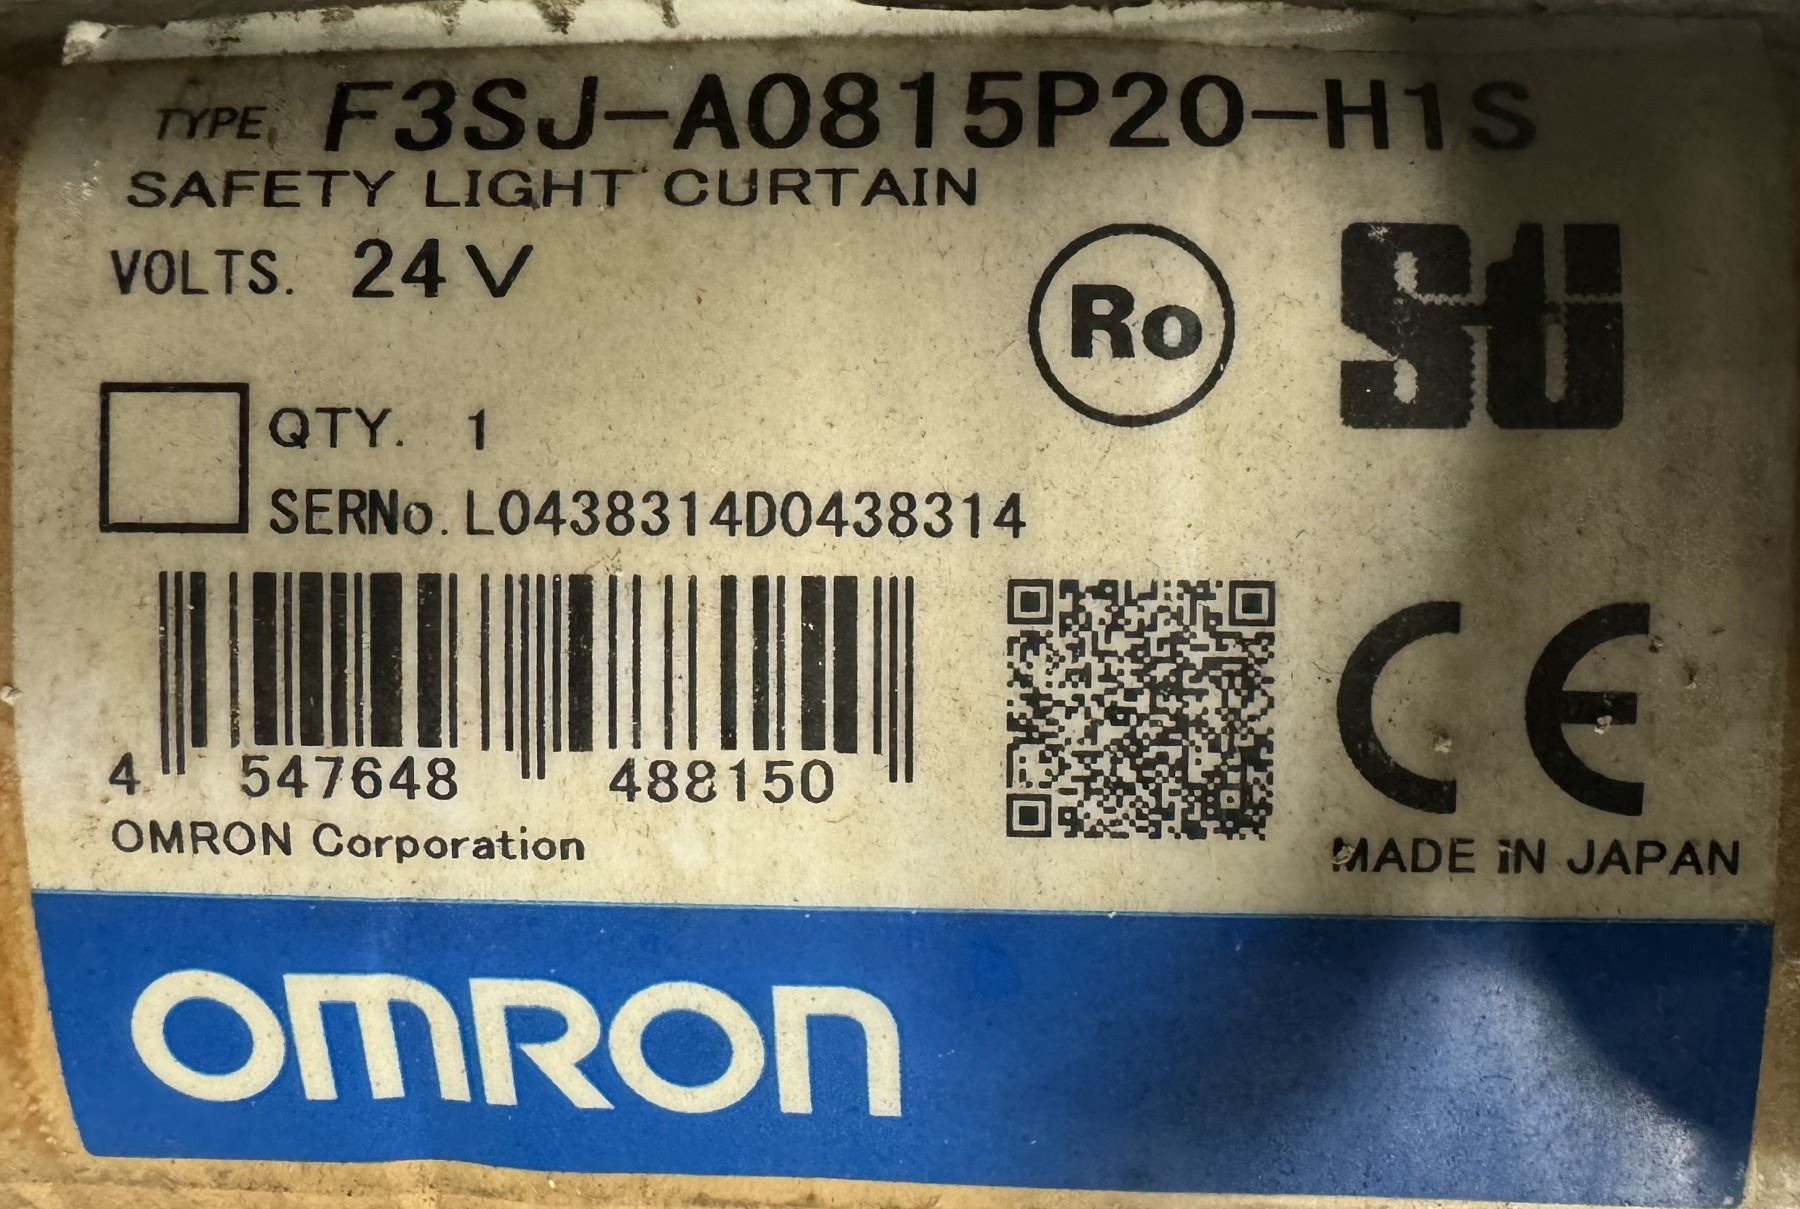 TYPE. F3SJ-A0815P20-H1S
SAFETY LIGHT CURTAIN
VOLTS. 24V
Ro
Sti
QTY. 1
SERNo. L0438314D0438314
4 547648 488150
CE
OMRON Corporation
MADE IN JAPAN
OMRON